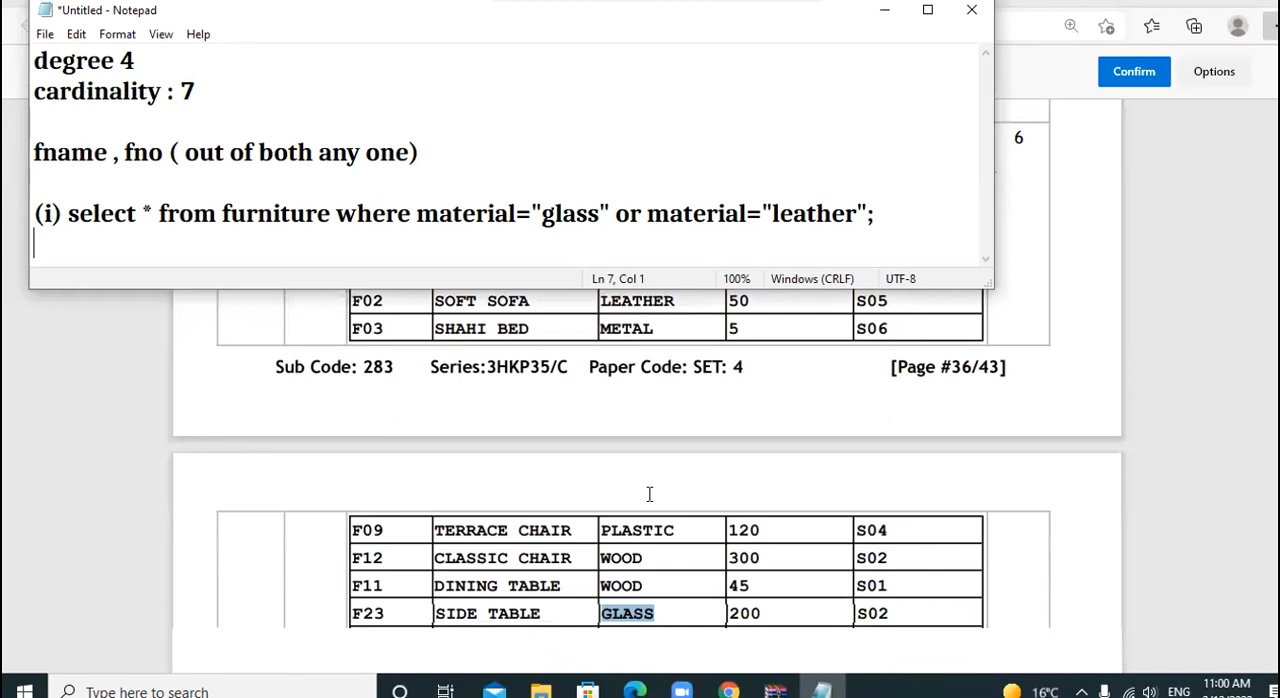 *Untitled - Notepad
File Edit Format View Help
degree 4
cardinality : 7
fname , fno ( out of both any one)
(i) select * from furniture where material="glass" or material="leather";
Ln 7, Col 1 100% Windows (CRLF) UTF-8
Confirm Options
6
F02 SOFT SOFA LEATHER 50 S05
F03 SHAHI BED METAL 5 S06
Sub Code: 283 Series:3HKP35/C Paper Code: SET: 4 [Page #36/43]
F09 TERRACE CHAIR PLASTIC 120 S04
F12 CLASSIC CHAIR WOOD 300 S02
F11 DINING TABLE WOOD 45 S01
F23 SIDE TABLE GLASS 200 S02
Type here to search
16°C ENG 11:00 AM